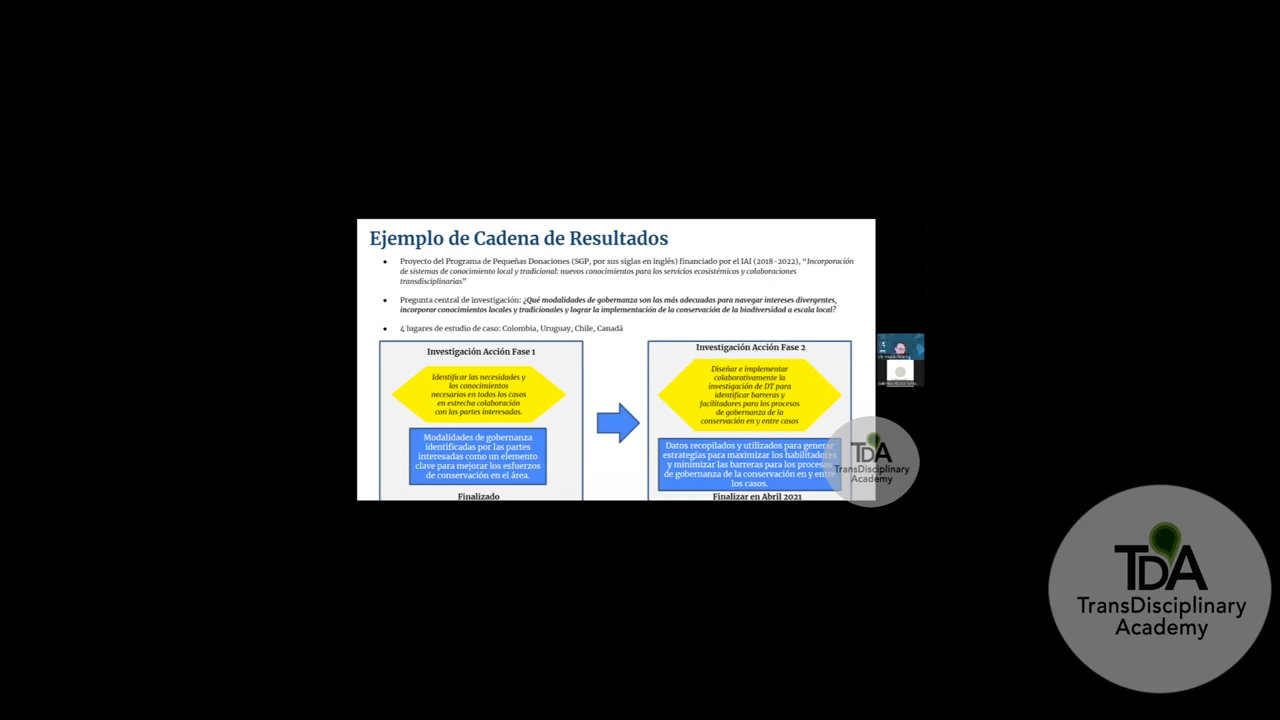 Ejemplo de Cadena de Resultados
• Proyecto del Programa de Pequeñas Donaciones (SGP, por sus siglas en inglés) financiado por el IAI (2018-2022), “Incorporación
de sistemas de conocimiento local y tradicional: nuevos conocimientos para los servicios ecosistémicos y colaboraciones
transdisciplinarias”
• Pregunta central de investigación: ¿Qué modalidades de gobernanza son las más adecuadas para navegar intereses divergentes,
incorporar conocimientos locales y tradicionales y lograr la implementación de la conservación de la biodiversidad a escala local?
• 4 lugares de estudio de caso: Colombia, Uruguay, Chile, Canadá
Investigación Acción Fase 1
Identificar las necesidades y
los conocimientos
necesarios en todos los casos
en estrecha colaboración
con las partes interesadas.
Modalidades de gobernanza
identificadas por las partes
interesadas como un elemento
clave para mejorar los esfuerzos
de conservación en el área.
Finalizado
Investigación Acción Fase 2
Diseñar e implementar
colaborativamente la
investigación de DT para
identificar barreras y
facilitadores para los procesos
de gobernanza de la
conservación en y entre casos
Datos recopilados y utilizados para generar
estrategias para maximizar los habilitadores
y minimizar las barreras para los procesos
de gobernanza de la conservación en y entre
los casos.
Finalizar en Abril 2021
TDA
TransDisciplinary
Academy
TDA
TransDisciplinary
Academy